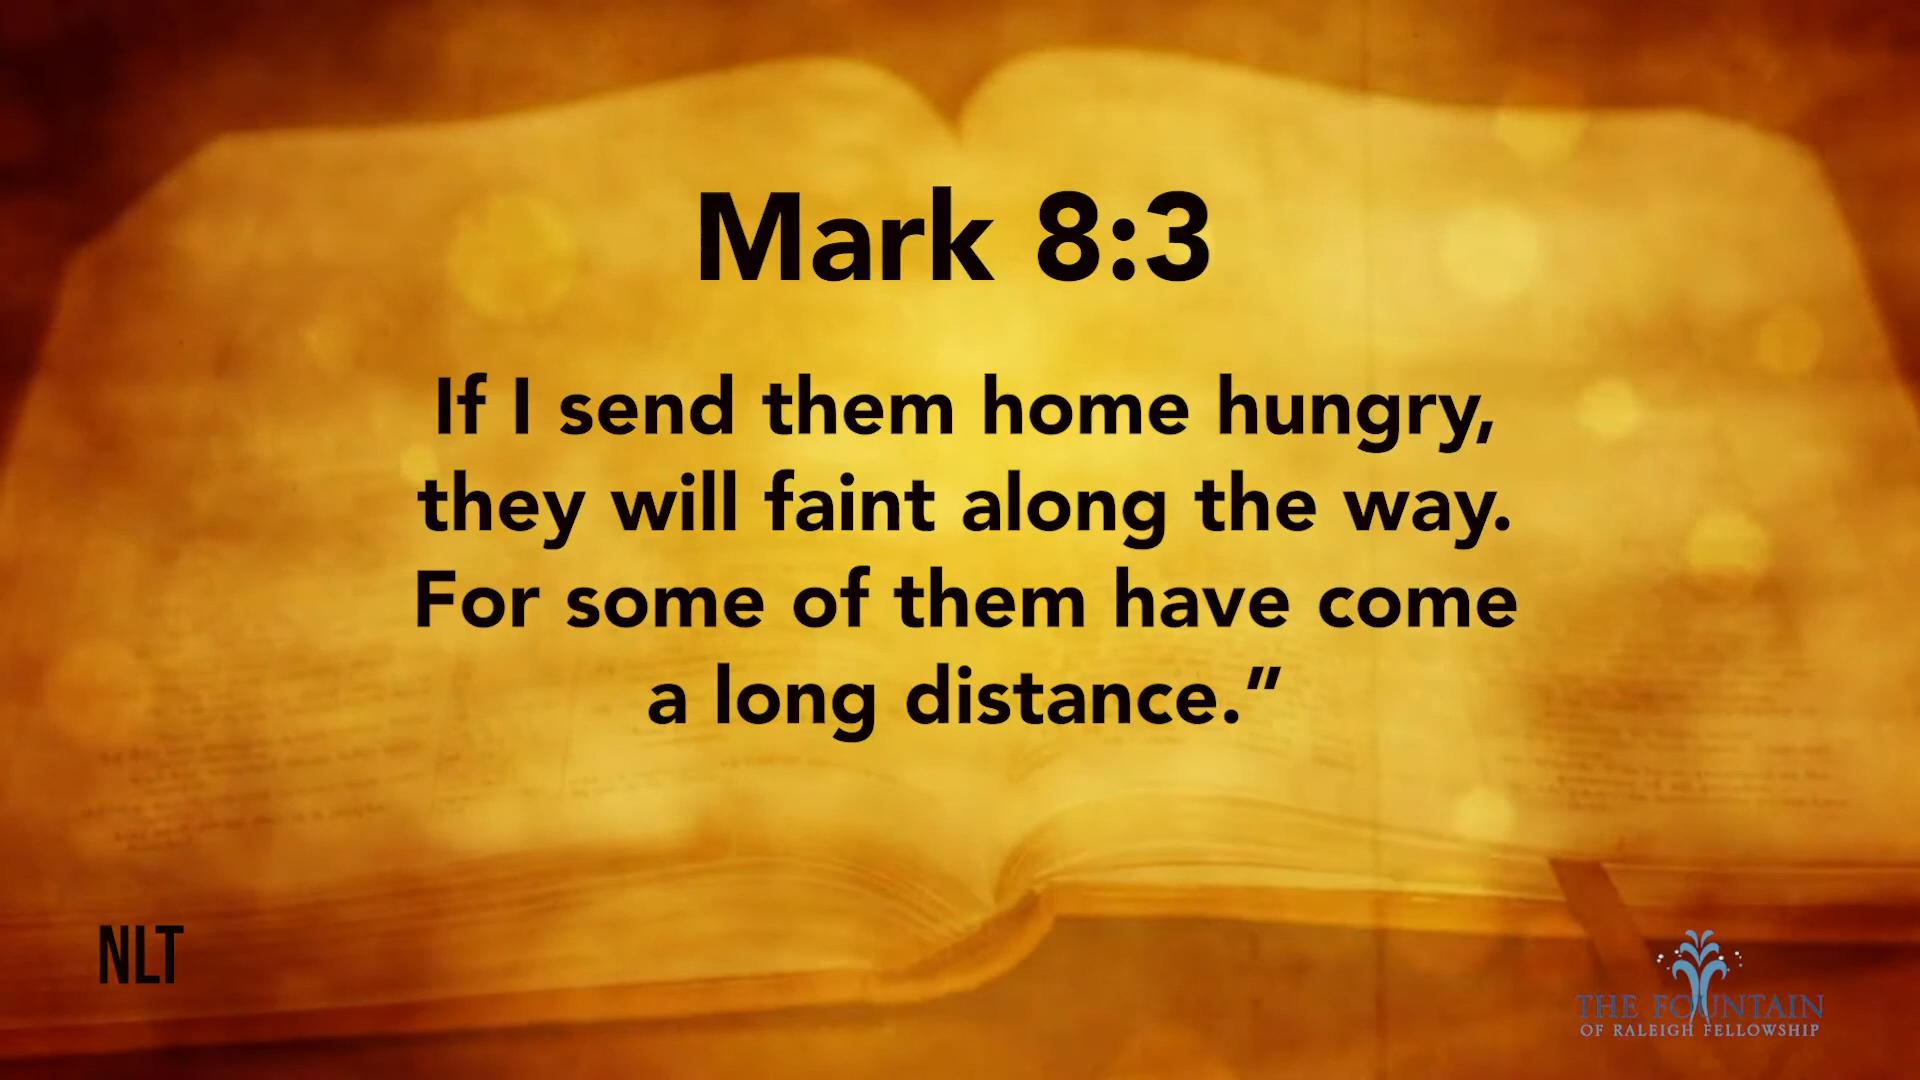 Mark 8:3
If I send them home hungry,
they will faint along the way.
For some of them have come
a long distance.”
NLT
THE FOUNTAIN
OF RALEIGH FELLOWSHIP